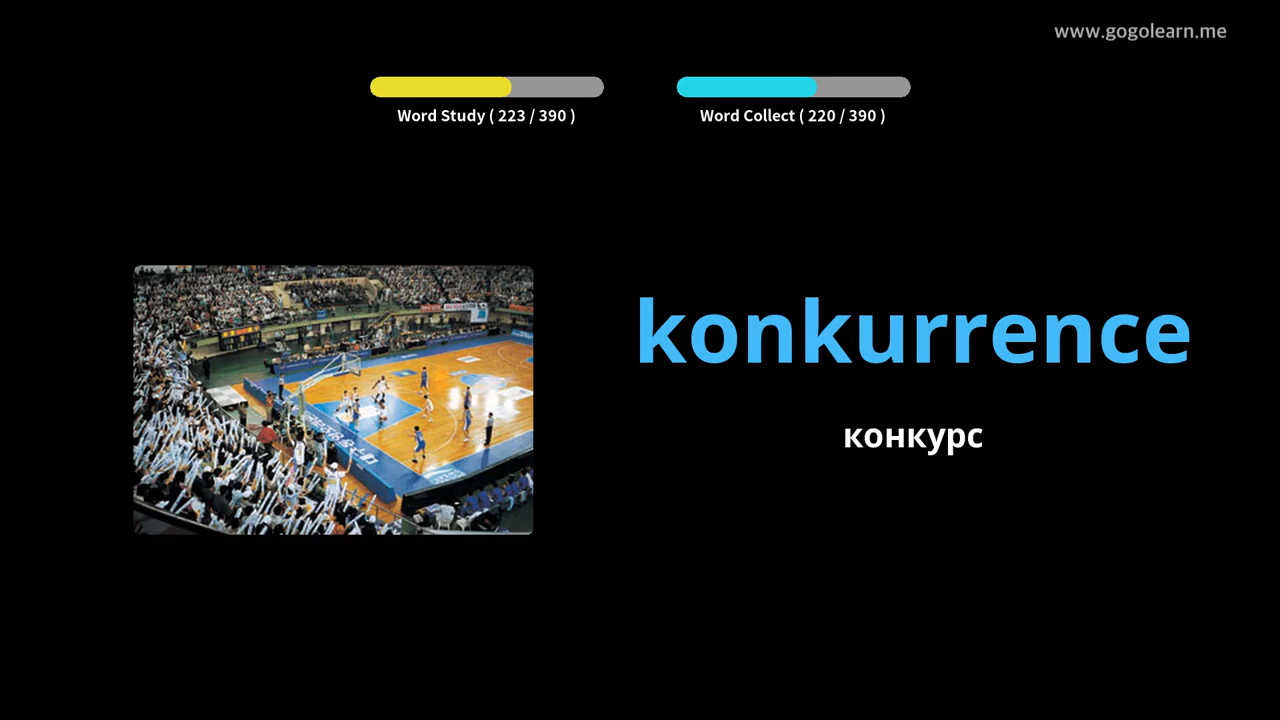 www.gogolearn.me
Word Study ( 223 / 390 )
Word Collect ( 220 / 390 )
konkurrence
конкурс